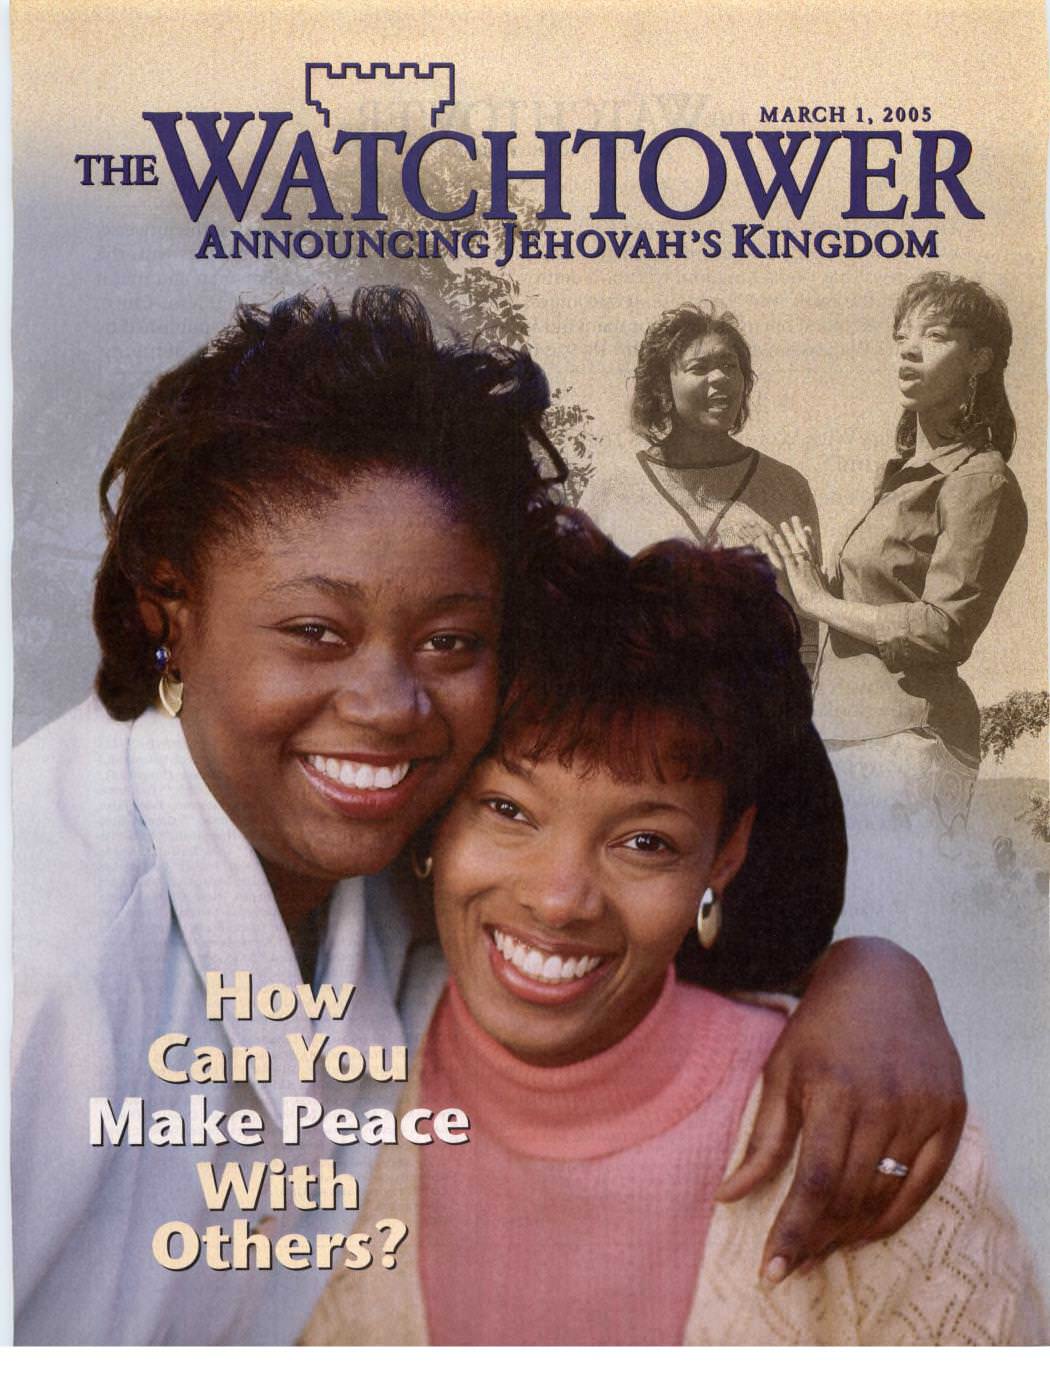 MARCH 1, 2005
THE WATCHTOWER
ANNOUNCING JEHOVAH'S KINGDOM
How
Can You
Make Peace
With
Others?